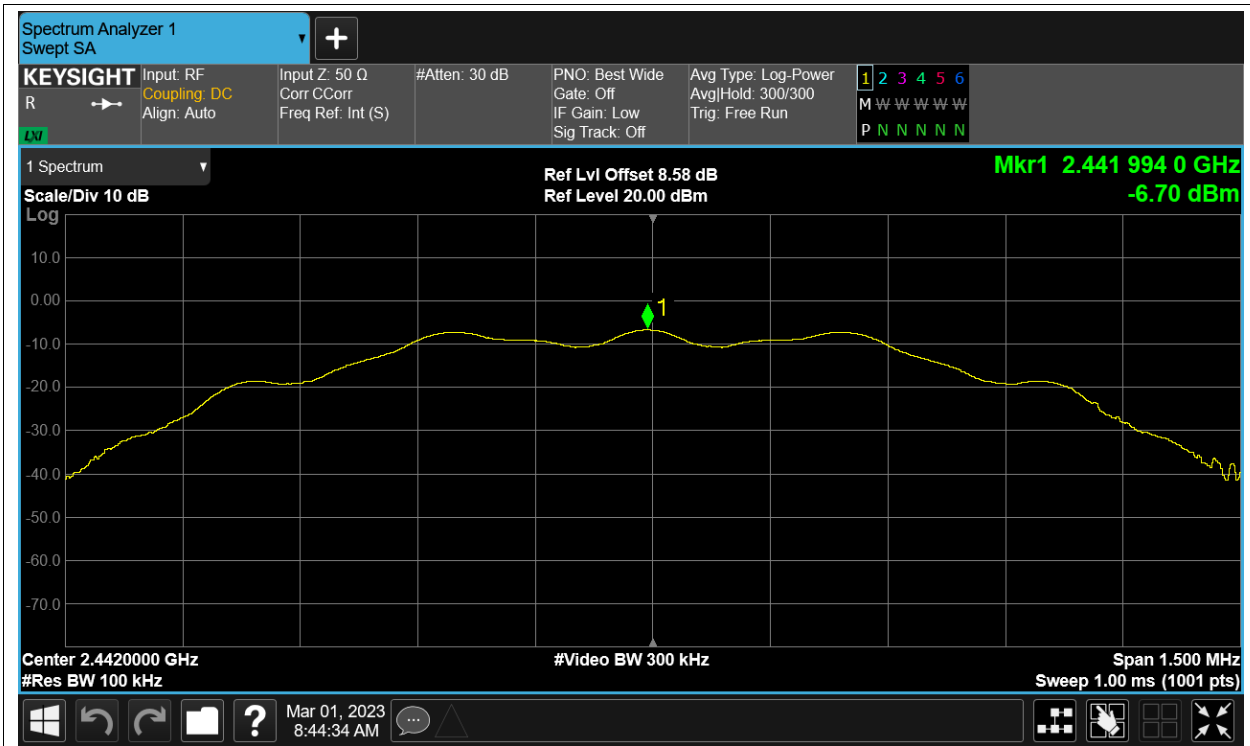 Spectrum Analyzer 1
Swept SA
KEYSIGHT
R
LXI
Input: RF
Coupling: DC
Align: Auto
Input Z: 50 Ω
Corr CCorr
Freq Ref: Int (S)
#Atten: 30 dB
PNO: Best Wide
Gate: Off
IF Gain: Low
Sig Track: Off
Avg Type: Log-Power
Avg|Hold: 300/300
Trig: Free Run
1 2 3 4 5 6
M W W W W W
P N N N N N
1 Spectrum
Scale/Div 10 dB
Log
Ref Lvl Offset 8.58 dB
Ref Level 20.00 dBm
Mkr1 2.441 994 0 GHz
-6.70 dBm
10.0
0.00
-10.0
-20.0
-30.0
-40.0
-50.0
-60.0
-70.0
1
Center 2.4420000 GHz
#Res BW 100 kHz
#Video BW 300 kHz
Span 1.500 MHz
Sweep 1.00 ms (1001 pts)
?
Mar 01, 2023
8:44:34 AM